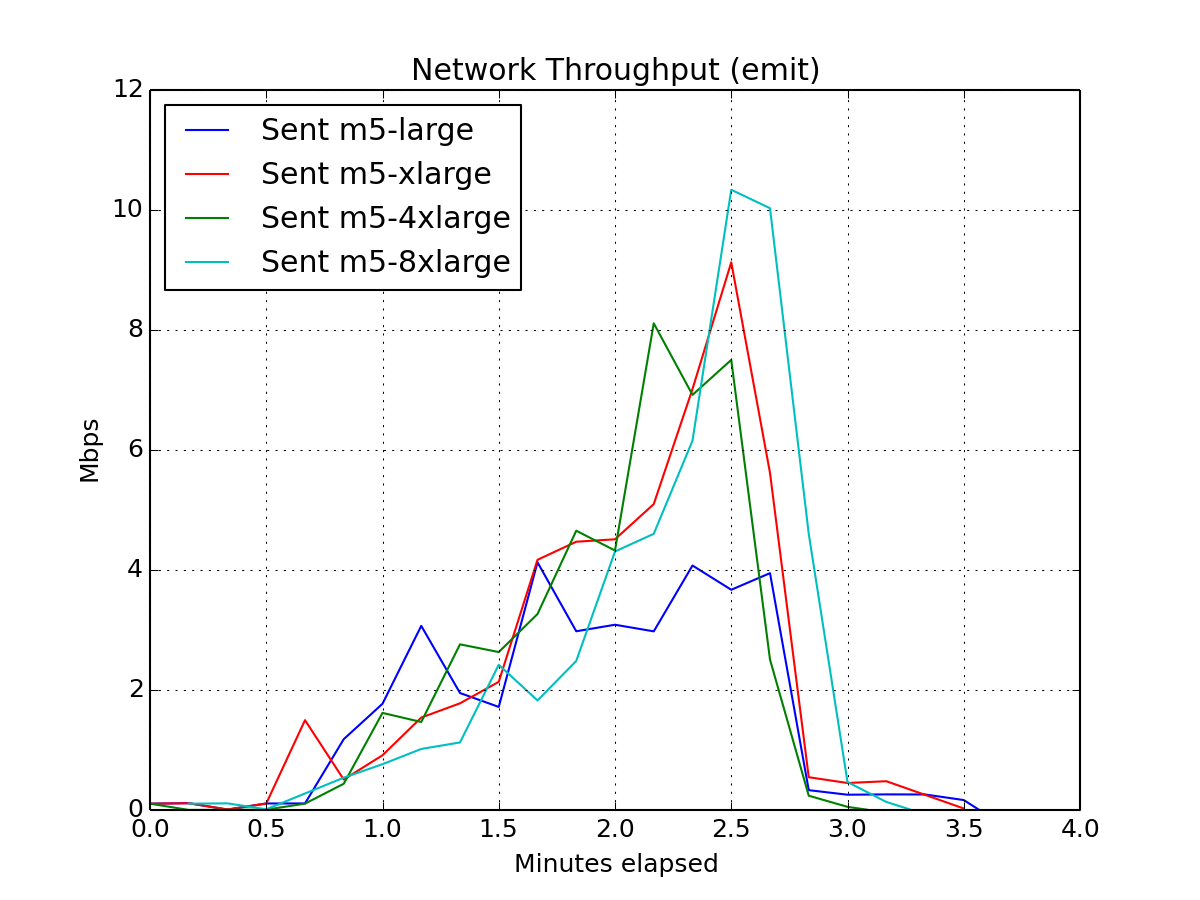 Network Throughput (emit)
12
10
8
6
4
2
0
Mbps
Sent m5-large
Sent m5-xlarge
Sent m5-4xlarge
Sent m5-8xlarge
0.0 0.5 1.0 1.5 2.0 2.5 3.0 3.5 4.0
Minutes elapsed